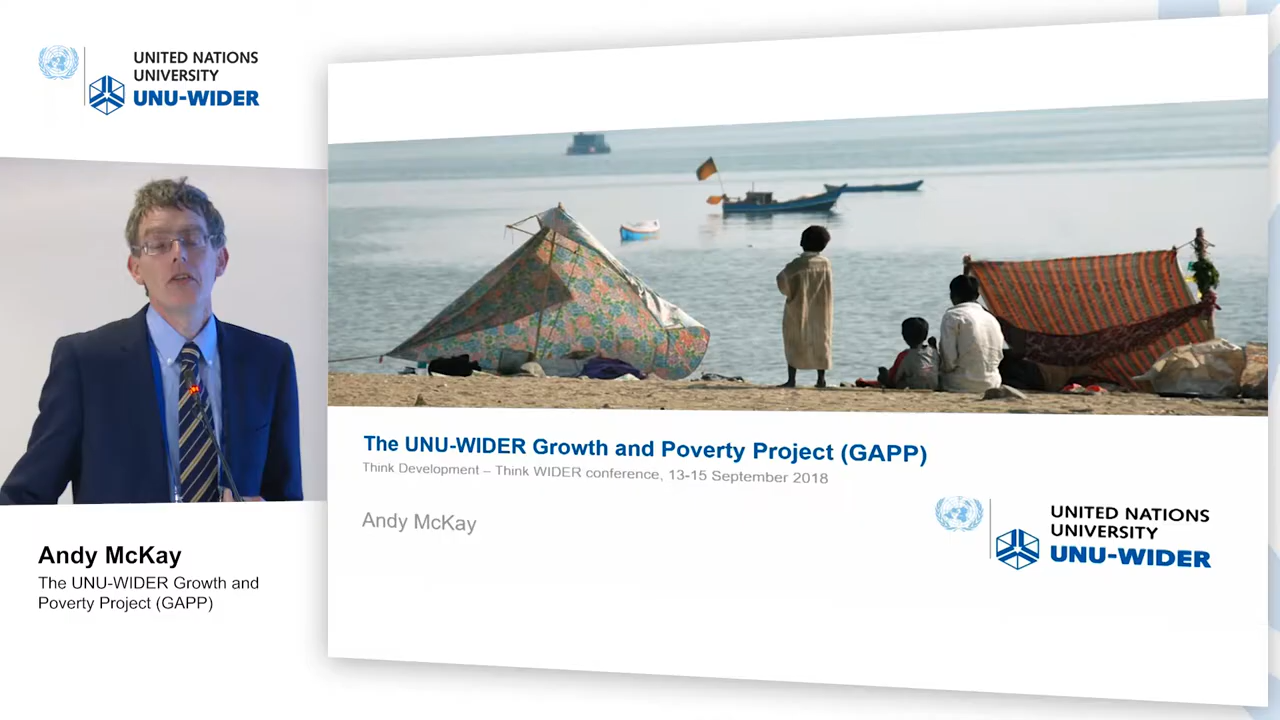 UNITED NATIONS
UNIVERSITY
UNU-WIDER
Andy McKay
The UNU-WIDER Growth and
Poverty Project (GAPP)
The UNU-WIDER Growth and Poverty Project (GAPP)
Think Development – Think WIDER conference, 13-15 September 2018
Andy McKay
UNITED NATIONS
UNIVERSITY
UNU-WIDER